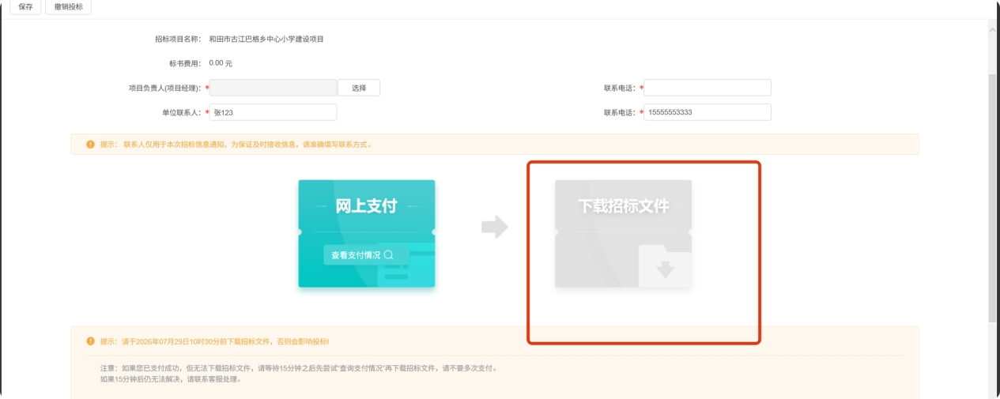 保存 撤销投标
招标项目名称： 和田市古江巴格乡中心小学建设项目
标书费用： 0.00 元
项目负责人(项目经理)：* 选择 联系电话：*
单位联系人：* 张123 联系电话：* 15555553333
提示： 联系人仅用于本次招标信息通知，为保证及时接收信息，请准确填写联系方式。
网上支付 下载招标文件
查看支付情况
提示：请于2026年07月29日10时30分前下载招标文件，否则会影响投标!
注意：如果您已支付成功，但无法下载招标文件，请等待15分钟之后先尝试“查询支付情况”再下载招标文件，请不要多次支付。
如果15分钟后仍无法解决，请联系客服处理。